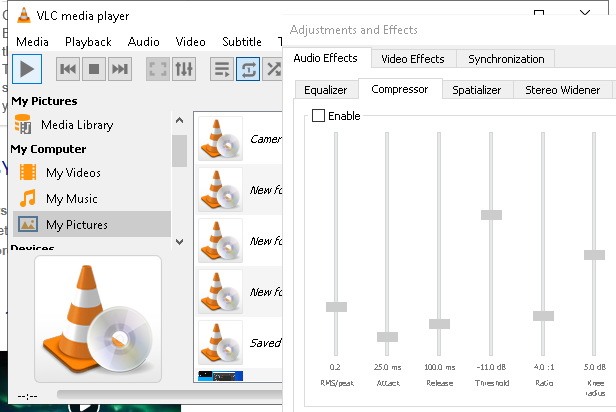 VLC media player
Media Playback Audio Video Subtitle
My Pictures
Media Library
My Computer
My Videos
My Music
My Pictures
Devices
Camer
New fo
New fo
New fo
Saved
--:--
Adjustments and Effects
Audio Effects Video Effects Synchronization
Equalizer Compressor Spatializer Stereo Widener
Enable
0.2 25.0 ms 100.0 ms -11.0 dB 4.0 :1 5.0 dB
RMS/peak Attack Release Threshold Ratio Knee
radius